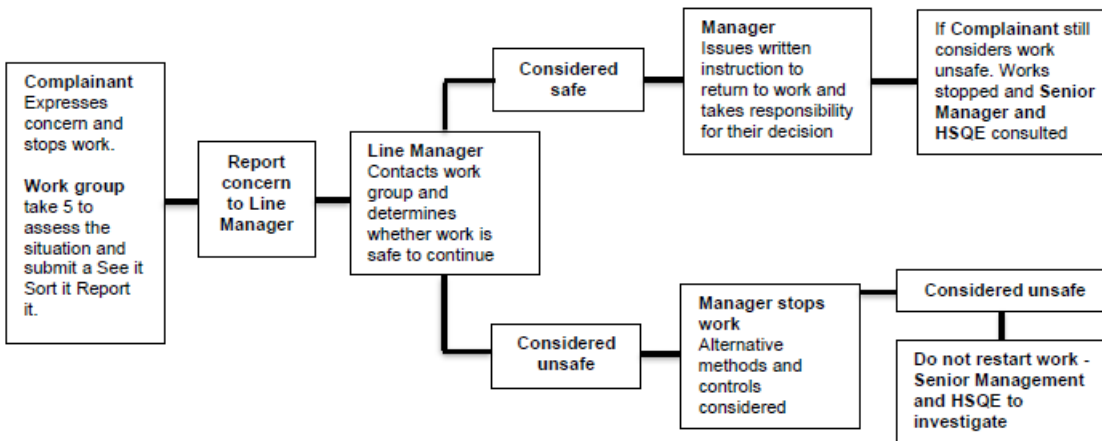 Complainant
Expresses
concern and
stops work.
Work group
take 5 to
assess the
situation and
submit a See it
Sort it Report
it.
Report
concern
to Line
Manager
Line Manager
Contacts work
group and
determines
whether work is
safe to continue
Considered
safe
Manager
Issues written
instruction to
return to work and
takes responsibility
for their decision
If Complainant still
considers work
unsafe. Works
stopped and Senior
Manager and
HSQE consulted
Considered
unsafe
Manager stops
work
Alternative
methods and
controls
considered
Considered unsafe
Do not restart work -
Senior Management
and HSQE to
investigate